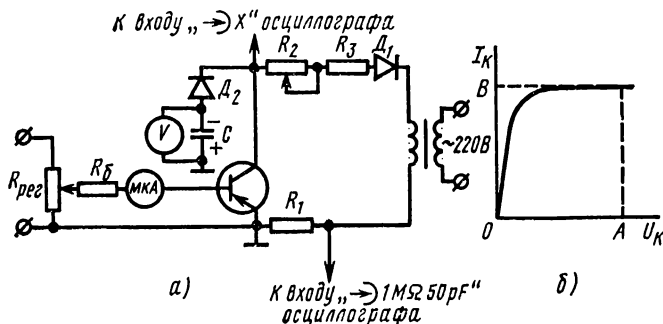 К входу „→) X“ осциллографа
R₂
R₃
Д₁
Д₂
V
−
C
+
~220В
Rрег
Rб
мкА
R₁
К входу „→) 1MΩ 50pF“
осциллографа
а)
Iк
В
0
А
Uк
б)